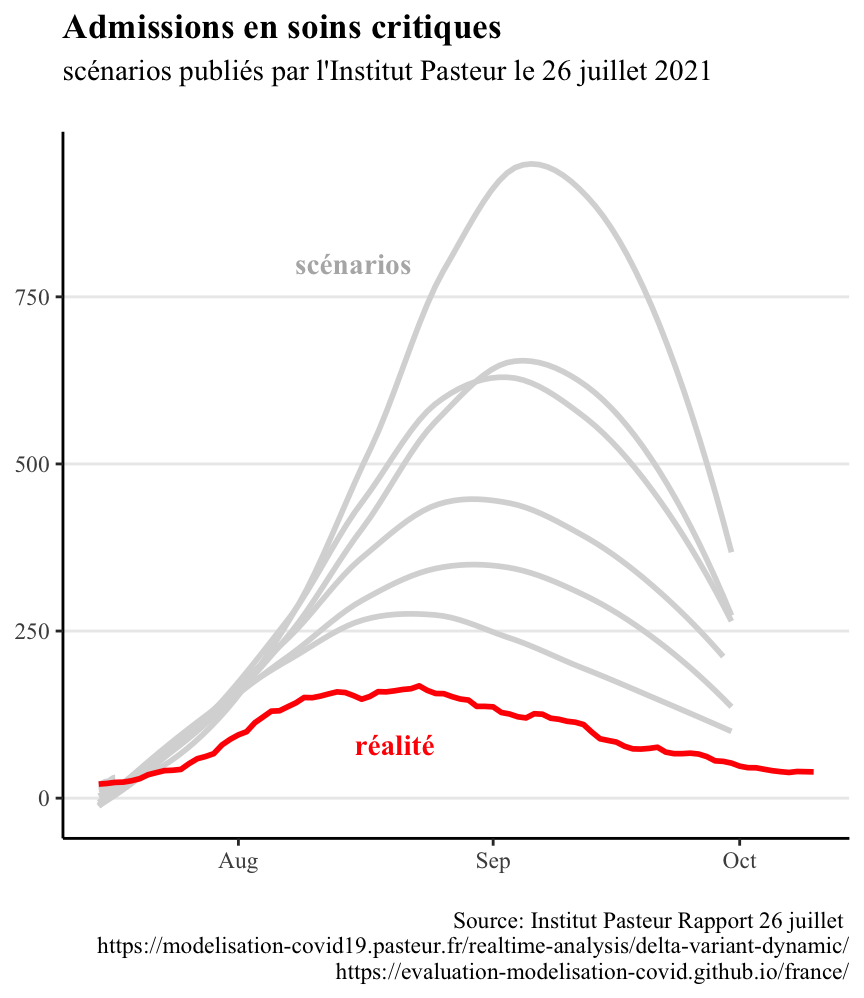 Admissions en soins critiques
scénarios publiés par l'Institut Pasteur le 26 juillet 2021
scénarios
750
500
250
réalité
0
Aug Sep Oct
Source: Institut Pasteur Rapport 26 juillet
https://modelisation-covid19.pasteur.fr/realtime-analysis/delta-variant-dynamic/
https://evaluation-modelisation-covid.github.io/france/